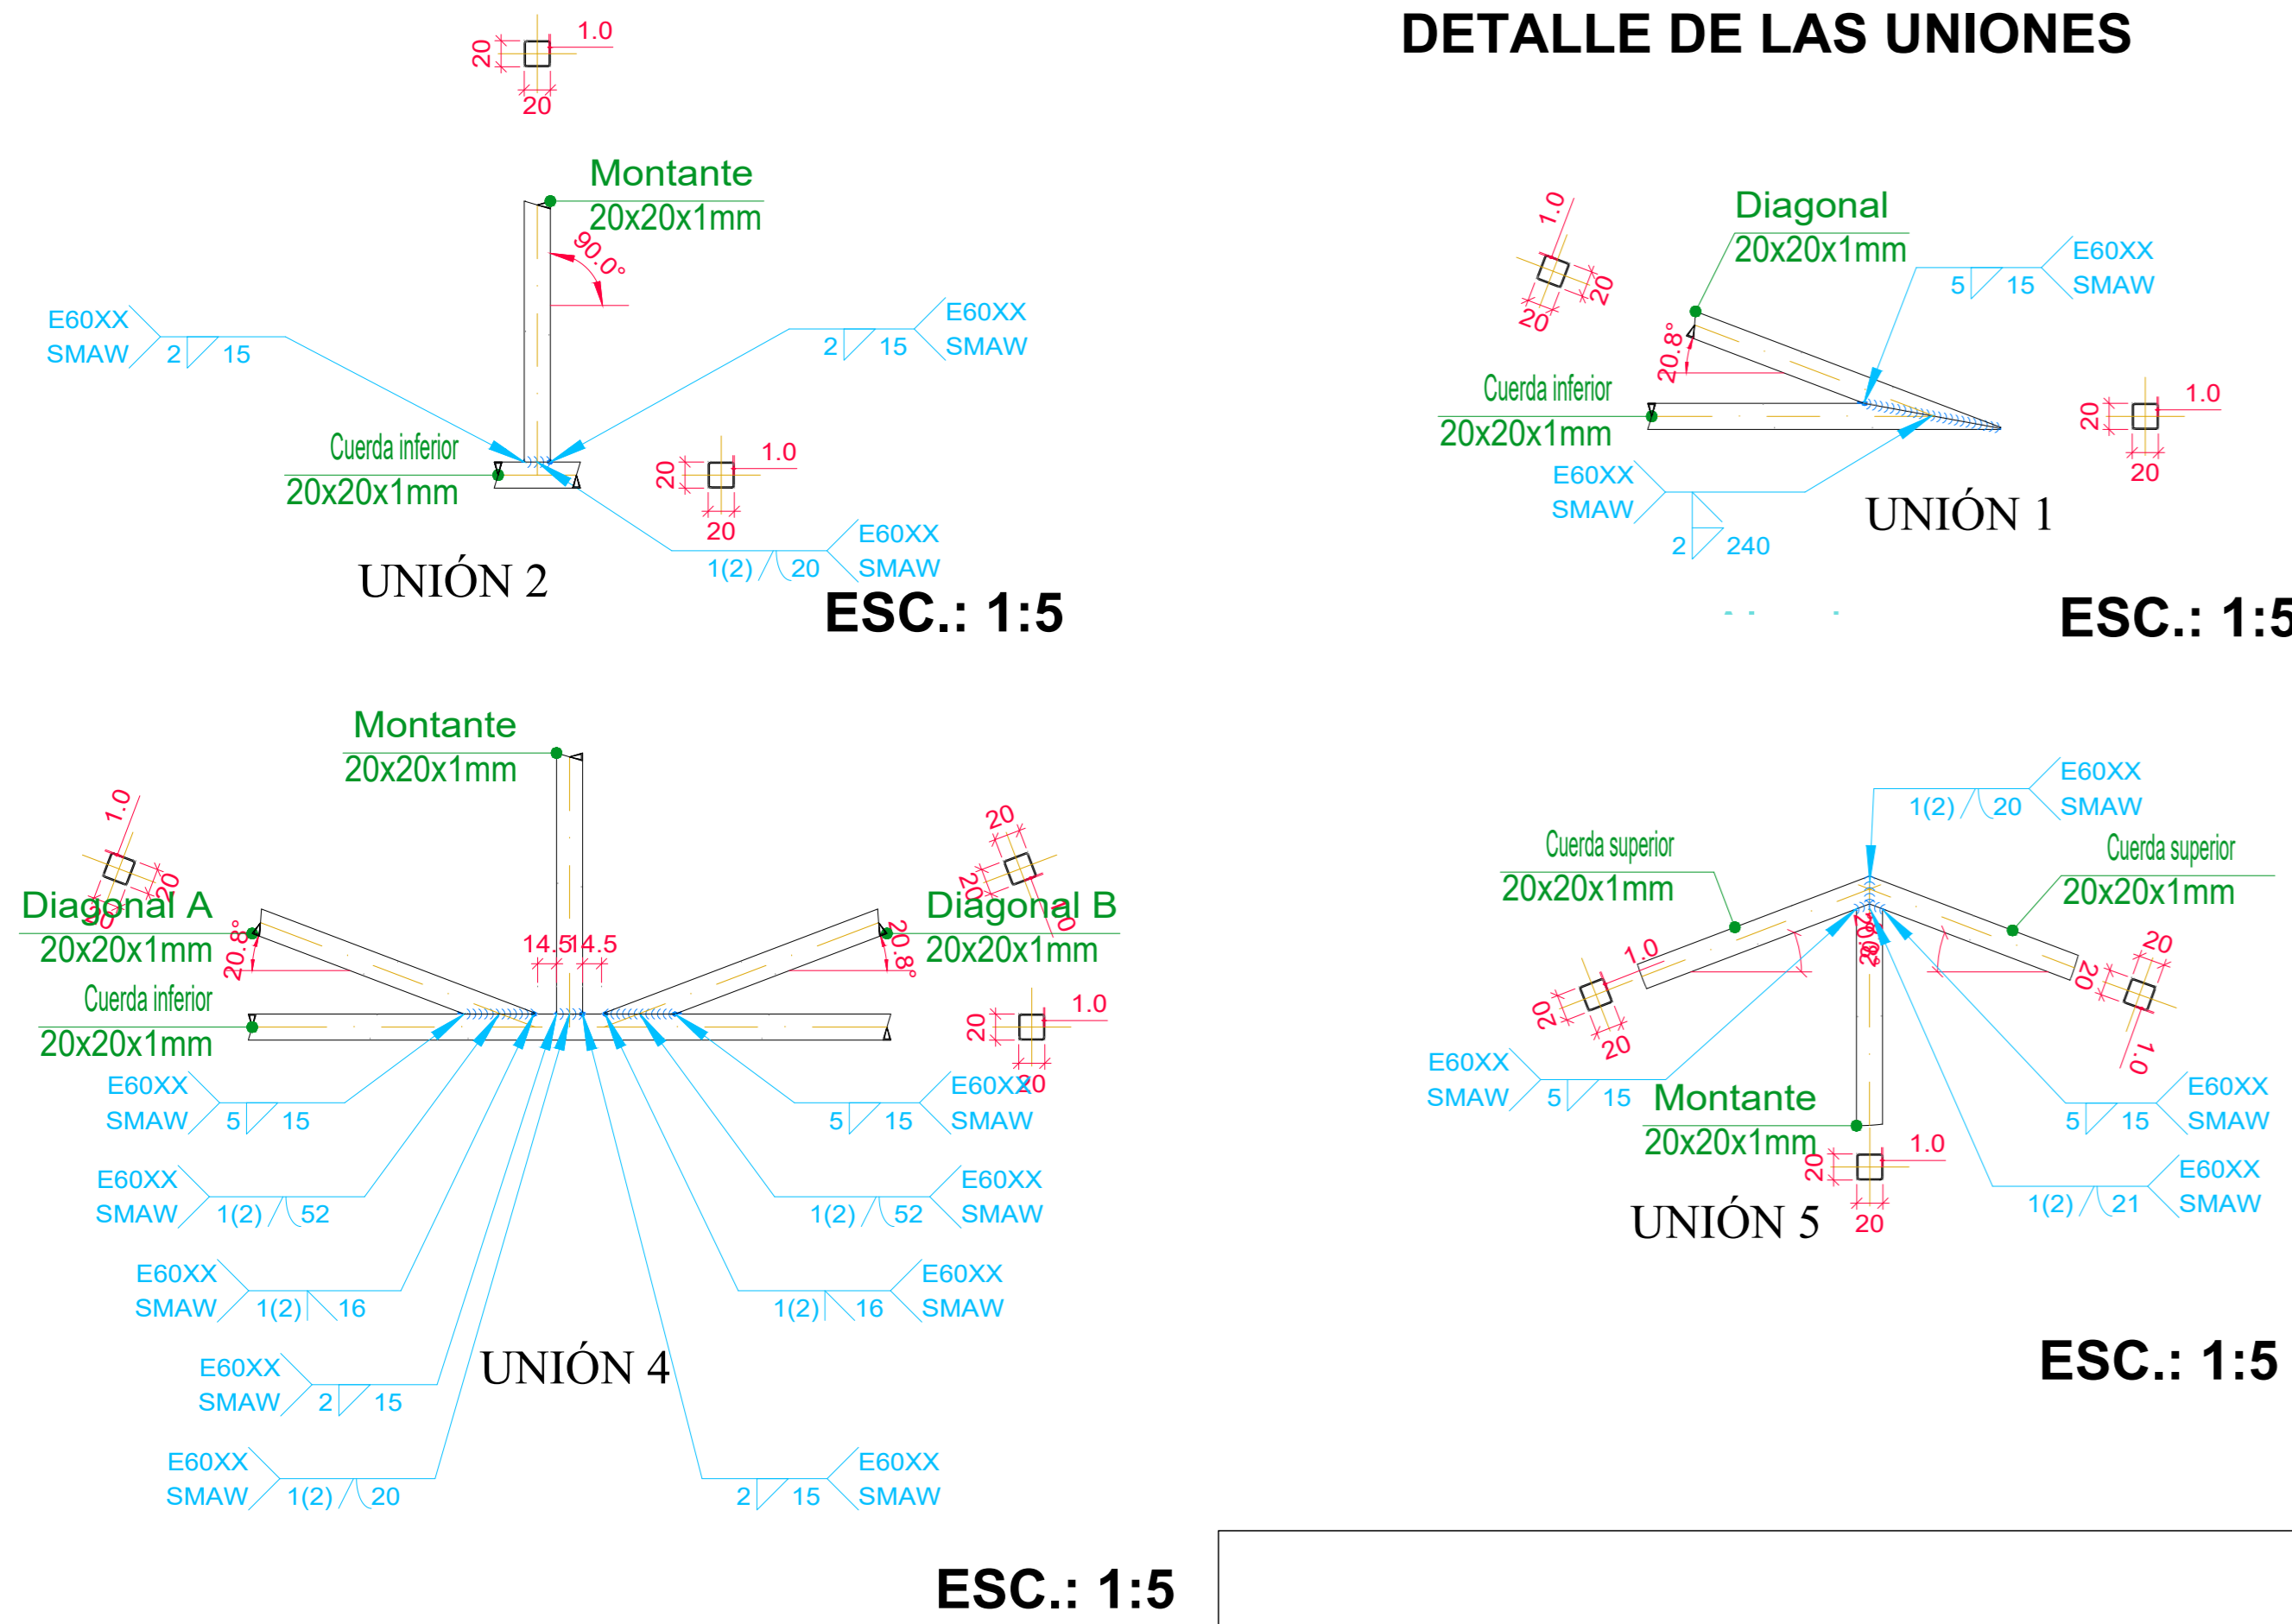 DETALLE DE LAS UNIONES
1.0
20
20
Montante
20x20x1mm
90.0°
E60XX
SMAW
2
15
2
15
E60XX
SMAW
Cuerda inferior
20x20x1mm
20
1.0
20
1(2)
20
E60XX
SMAW
UNIÓN 2
ESC.: 1:5
1.0
20
20
Diagonal
20x20x1mm
5
15
E60XX
SMAW
20.8°
Cuerda inferior
20x20x1mm
20
1.0
20
E60XX
SMAW
2
240
UNIÓN 1
ESC.: 1:5
Montante
20x20x1mm
1.0
20
20
Diagonal A
20x20x1mm
20.8°
14.5
14.5
20
20
1.0
Diagonal B
20x20x1mm
20.8°
Cuerda inferior
20x20x1mm
20
1.0
20
E60XX
SMAW
5
15
5
15
E60XX
SMAW
E60XX
SMAW
1(2)
52
1(2)
52
E60XX
SMAW
E60XX
SMAW
1(2)
16
1(2)
16
E60XX
SMAW
E60XX
SMAW
2
15
UNIÓN 4
E60XX
SMAW
1(2)
20
2
15
E60XX
SMAW
ESC.: 1:5
1(2)
20
E60XX
SMAW
Cuerda superior
20x20x1mm
Cuerda superior
20x20x1mm
1.0
20
20
20
20
1.0
E60XX
SMAW
5
15
5
15
E60XX
SMAW
Montante
20x20x1mm
20
1.0
20
1(2)
21
E60XX
SMAW
UNIÓN 5
ESC.: 1:5